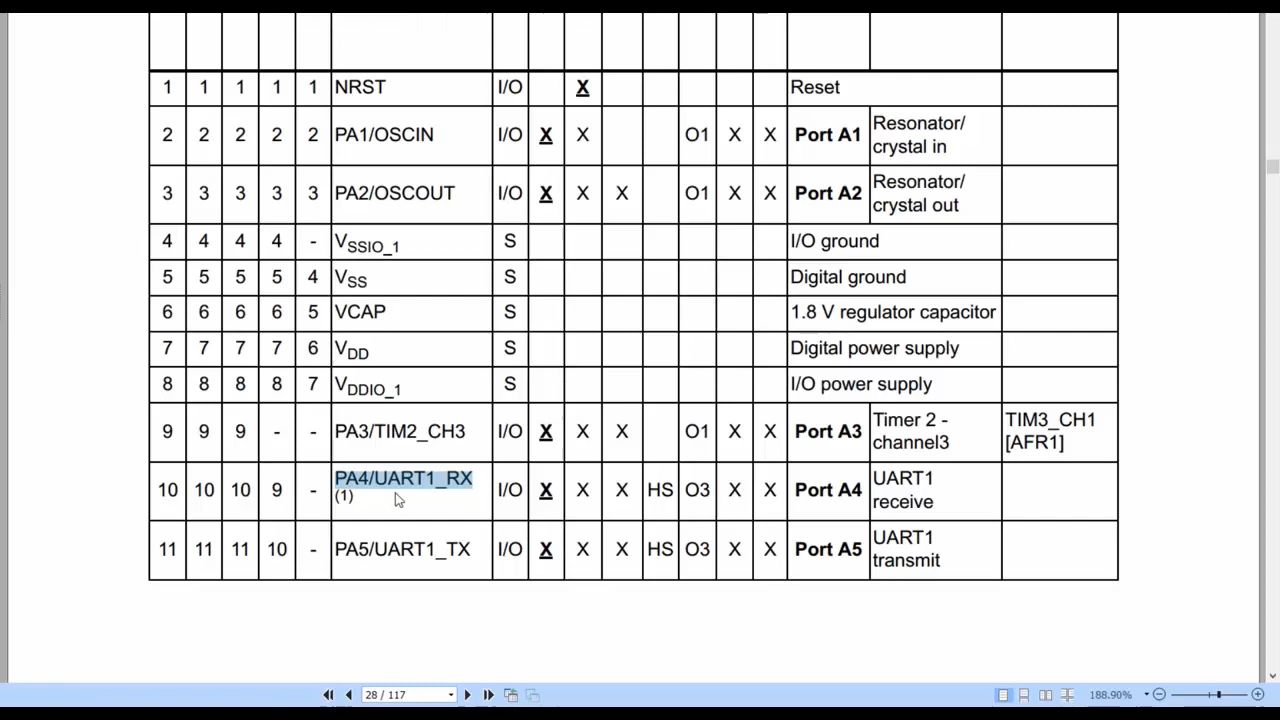 1 1 1 1 1 NRST I/O X Reset
2 2 2 2 2 PA1/OSCIN I/O X X O1 X X Port A1 Resonator/
crystal in
3 3 3 3 3 PA2/OSCOUT I/O X X X O1 X X Port A2 Resonator/
crystal out
4 4 4 4 - VSSIO_1 S I/O ground
5 5 5 5 4 VSS S Digital ground
6 6 6 6 5 VCAP S 1.8 V regulator capacitor
7 7 7 7 6 VDD S Digital power supply
8 8 8 8 7 VDDIO_1 S I/O power supply
9 9 9 - - PA3/TIM2_CH3 I/O X X X O1 X X Port A3 Timer 2 - TIM3_CH1
channel3 [AFR1]
10 10 10 9 - PA4/UART1_RX I/O X X X HS O3 X X Port A4 UART1
(1) receive
11 11 11 10 - PA5/UART1_TX I/O X X X HS O3 X X Port A5 UART1
transmit
28 / 117 188.90%